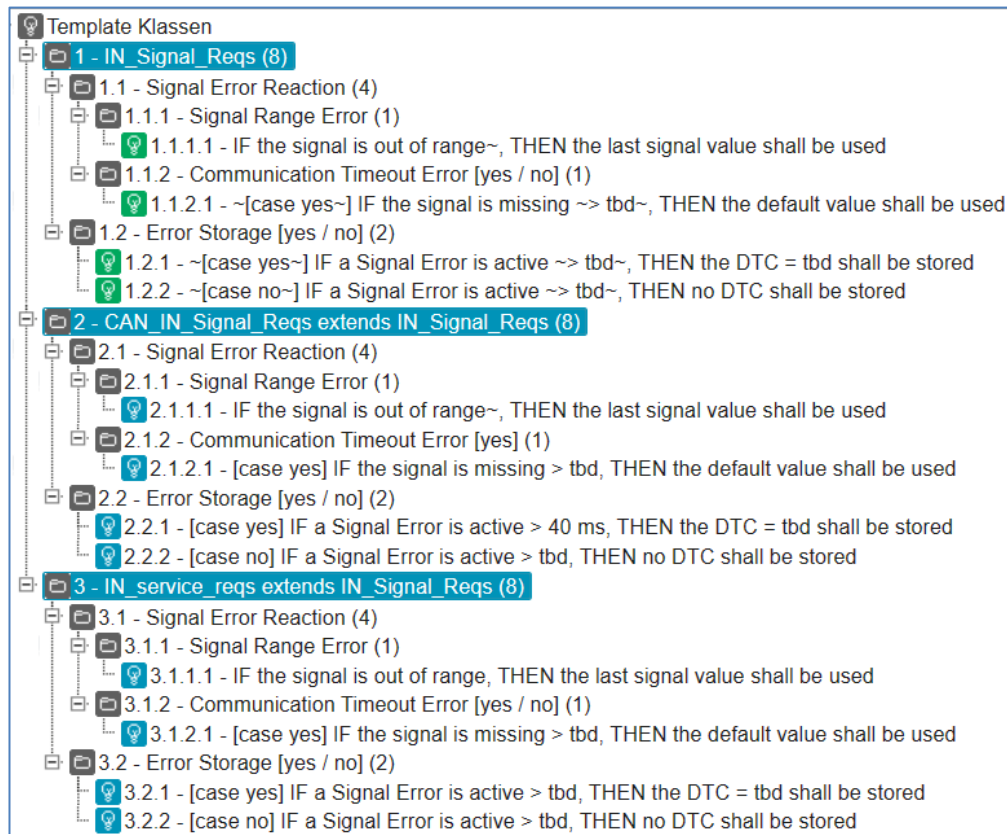 Template Klassen
1 - IN_Signal_Reqs (8)
1.1 - Signal Error Reaction (4)
1.1.1 - Signal Range Error (1)
1.1.1.1 - IF the signal is out of range~, THEN the last signal value shall be used
1.1.2 - Communication Timeout Error [yes / no] (1)
1.1.2.1 - ~[case yes~] IF the signal is missing ~> tbd~, THEN the default value shall be used
1.2 - Error Storage [yes / no] (2)
1.2.1 - ~[case yes~] IF a Signal Error is active ~> tbd~, THEN the DTC = tbd shall be stored
1.2.2 - ~[case no~] IF a Signal Error is active ~> tbd~, THEN no DTC shall be stored
2 - CAN_IN_Signal_Reqs extends IN_Signal_Reqs (8)
2.1 - Signal Error Reaction (4)
2.1.1 - Signal Range Error (1)
2.1.1.1 - IF the signal is out of range~, THEN the last signal value shall be used
2.1.2 - Communication Timeout Error [yes] (1)
2.1.2.1 - [case yes] IF the signal is missing > tbd, THEN the default value shall be used
2.2 - Error Storage [yes / no] (2)
2.2.1 - [case yes] IF a Signal Error is active > 40 ms, THEN the DTC = tbd shall be stored
2.2.2 - [case no] IF a Signal Error is active > tbd, THEN no DTC shall be stored
3 - IN_service_reqs extends IN_Signal_Reqs (8)
3.1 - Signal Error Reaction (4)
3.1.1 - Signal Range Error (1)
3.1.1.1 - IF the signal is out of range, THEN the last signal value shall be used
3.1.2 - Communication Timeout Error [yes / no] (1)
3.1.2.1 - [case yes] IF the signal is missing > tbd, THEN the default value shall be used
3.2 - Error Storage [yes / no] (2)
3.2.1 - [case yes] IF a Signal Error is active > tbd, THEN the DTC = tbd shall be stored
3.2.2 - [case no] IF a Signal Error is active > tbd, THEN no DTC shall be stored